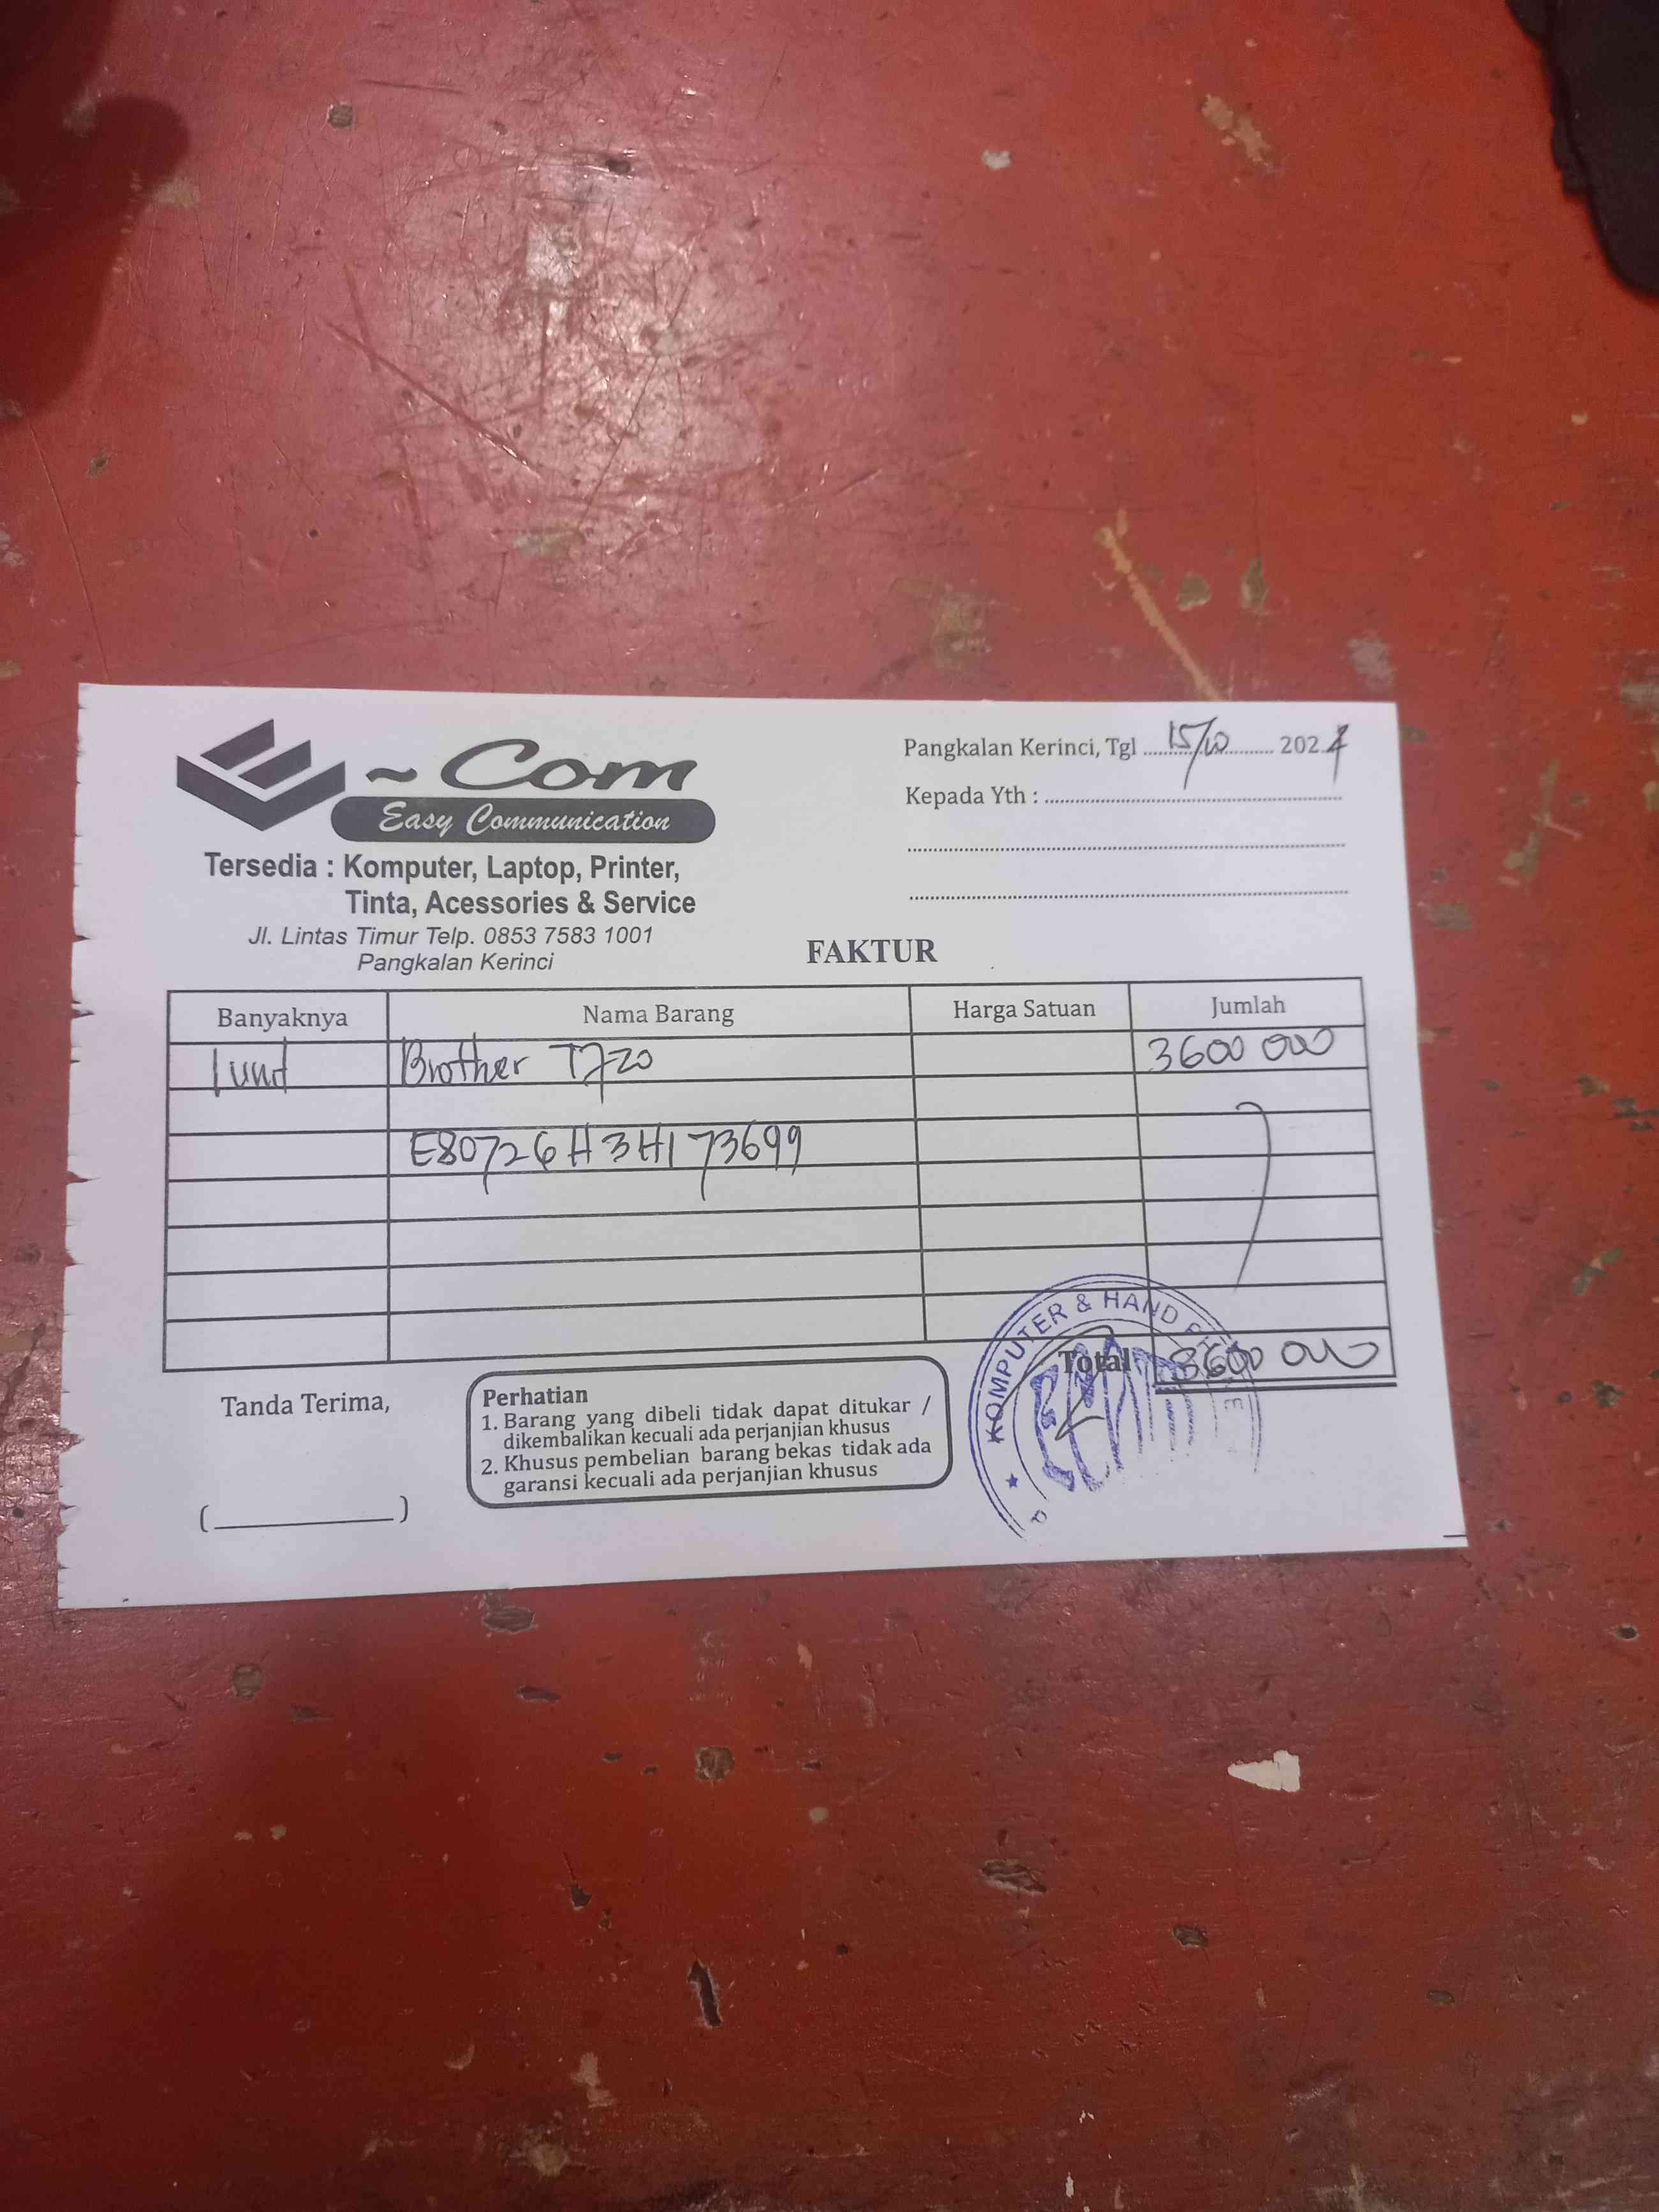 E~Com
Easy Communication
Tersedia : Komputer, Laptop, Printer,
Tinta, Acessories & Service
Jl. Lintas Timur Telp. 0853 7583 1001
Pangkalan Kerinci
Pangkalan Kerinci, Tgl 15/10 2024
Kepada Yth :
FAKTUR
Banyaknya Nama Barang Harga Satuan Jumlah
1 unit Brother T720 3600 000
E80726H3H173699
Total 3600 000
KOMPUTER & HAND
Tanda Terima,
Perhatian
1. Barang yang dibeli tidak dapat ditukar /
dikembalikan kecuali ada perjanjian khusus
2. Khusus pembelian barang bekas tidak ada
garansi kecuali ada perjanjian khusus